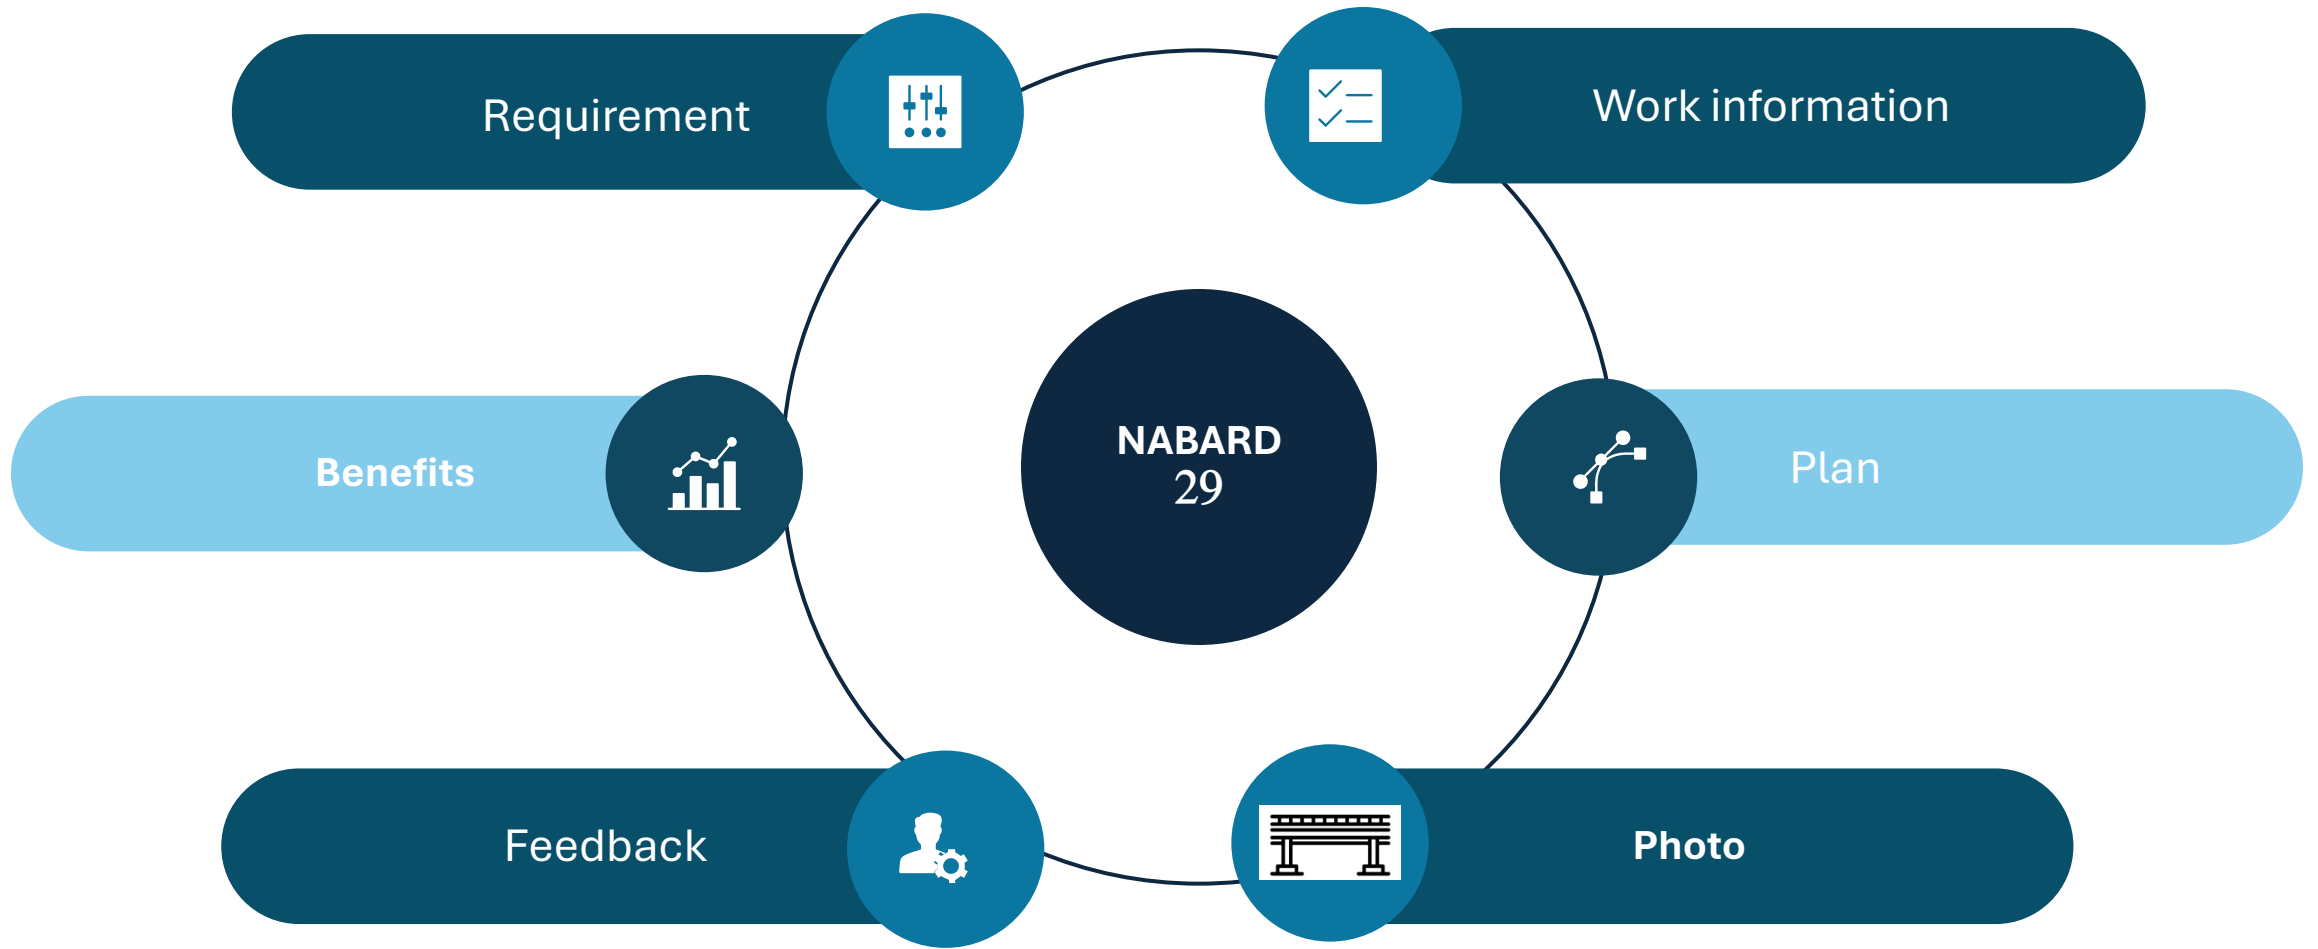 Requirement
Work information
NABARD
29
Benefits
Plan
Feedback
Photo